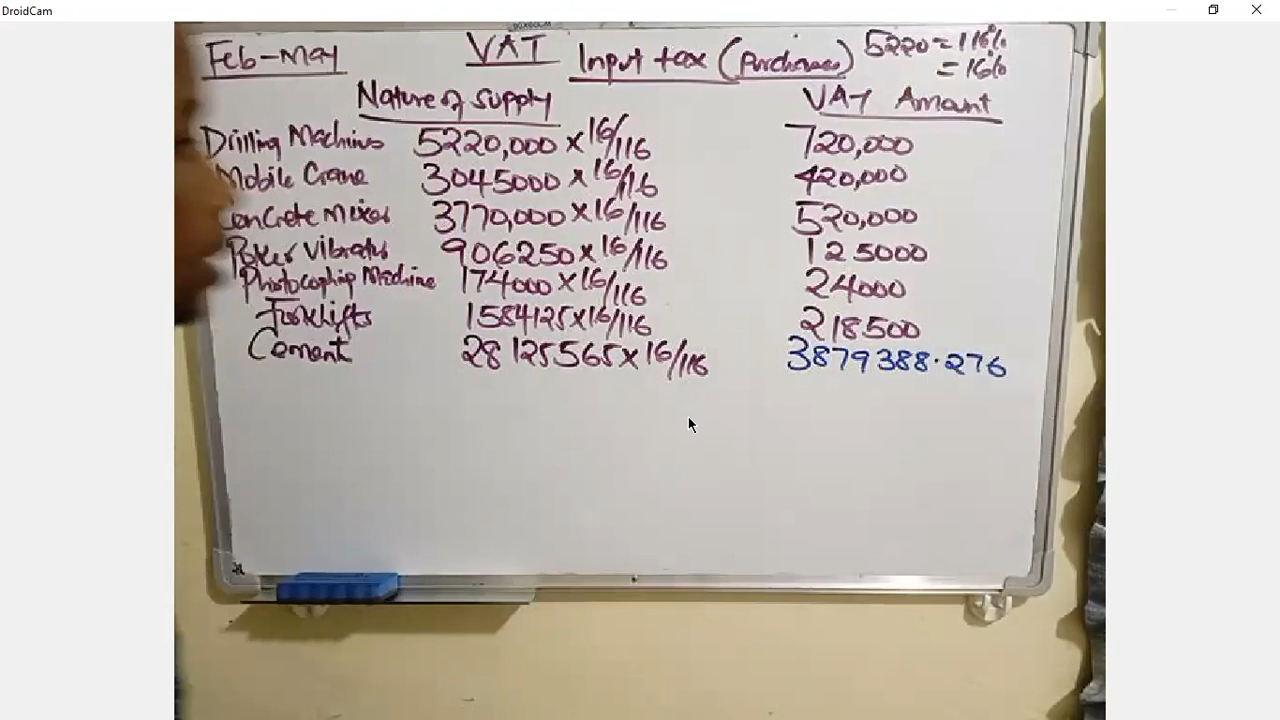 DroidCam
Feb-May VAT Input tax (Purchases) 5220 = 116%
= 16%
Nature of supply VAT Amount
Drilling Machines 5220,000 × 16/116 720,000
Mobile Crane 3045000 × 16/116 420,000
Concrete Mixer 3770,000 × 16/116 520,000
Poker Vibrator 906250 × 16/116 125000
Photocopying Machine 174000 × 16/116 24000
Forklifts 1584125 × 16/116 218500
Cement 28125565 × 16/116 3879388.276